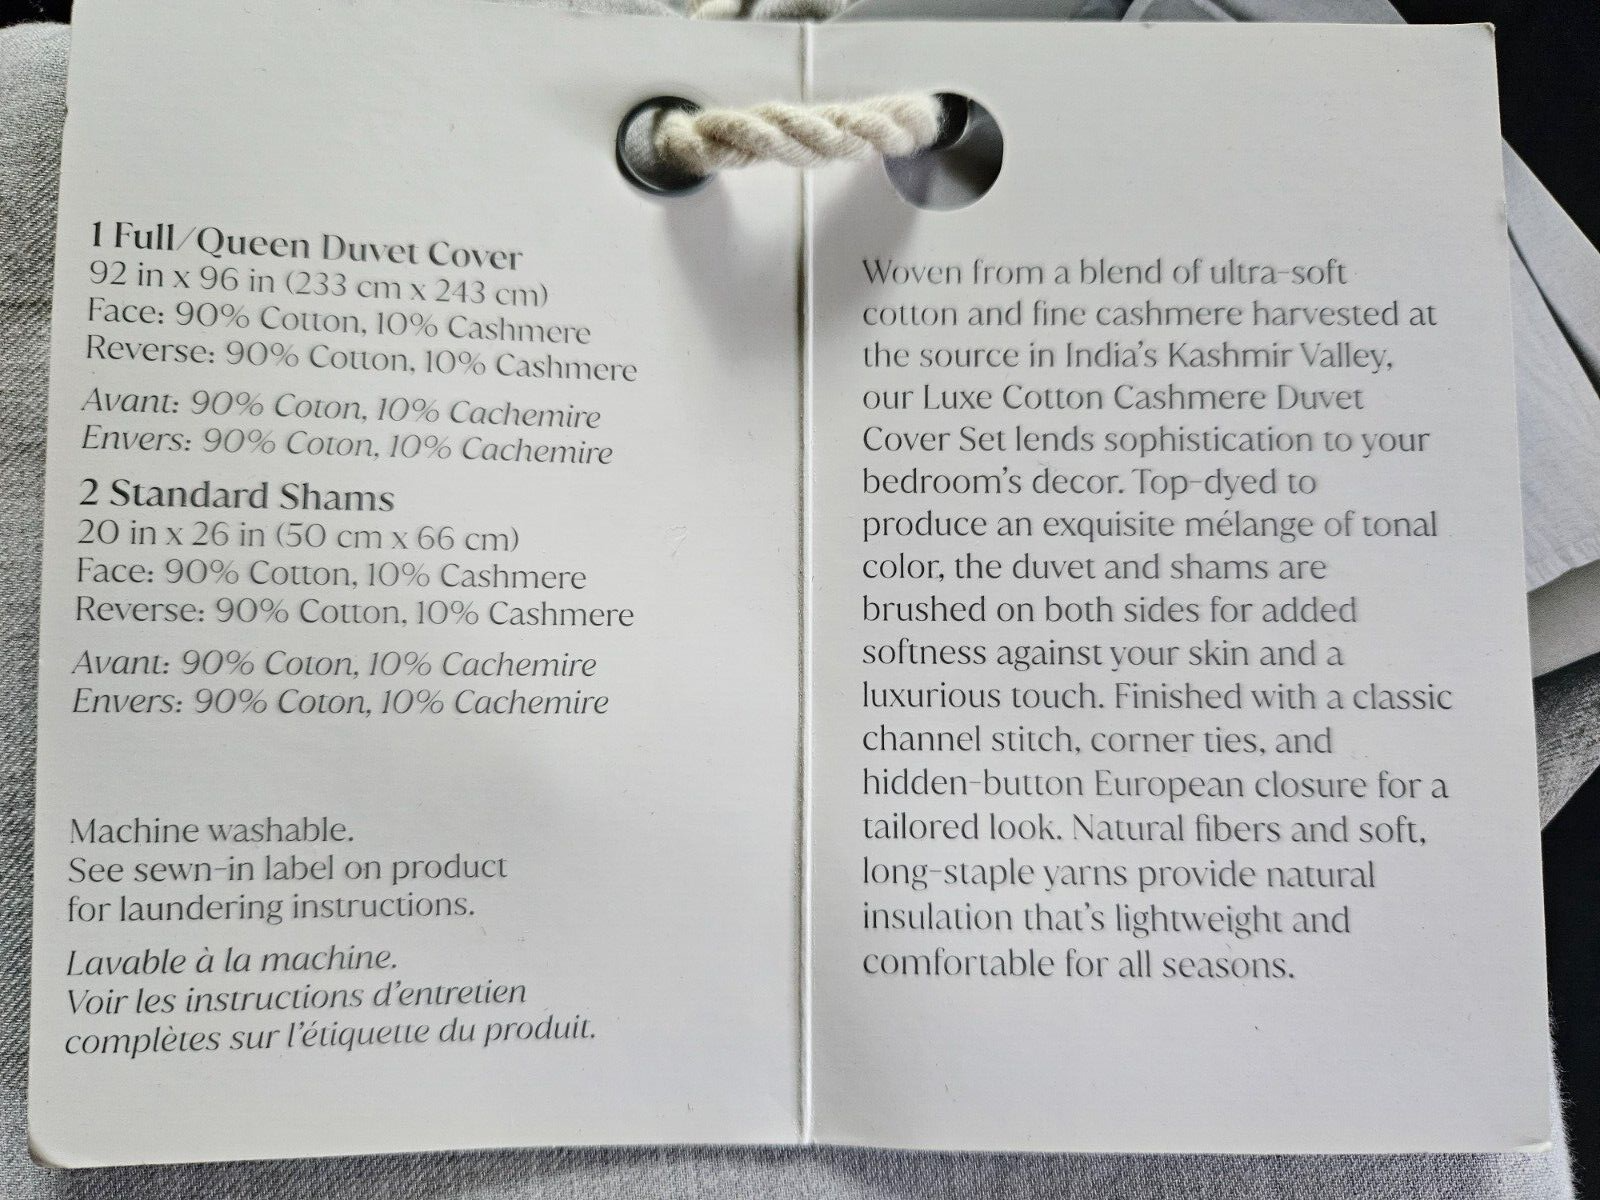 1 Full/Queen Duvet Cover
92 in x 96 in (233 cm x 243 cm)
Face: 90% Cotton, 10% Cashmere
Reverse: 90% Cotton, 10% Cashmere
Avant: 90% Coton, 10% Cachemire
Envers: 90% Coton, 10% Cachemire
2 Standard Shams
20 in x 26 in (50 cm x 66 cm)
Face: 90% Cotton, 10% Cashmere
Reverse: 90% Cotton, 10% Cashmere
Avant: 90% Coton, 10% Cachemire
Envers: 90% Coton, 10% Cachemire
Machine washable.
See sewn-in label on product
for laundering instructions.
Lavable à la machine.
Voir les instructions d'entretien
complètes sur l'étiquette du produit.
Woven from a blend of ultra-soft
cotton and fine cashmere harvested at
the source in India's Kashmir Valley,
our Luxe Cotton Cashmere Duvet
Cover Set lends sophistication to your
bedroom's decor. Top-dyed to
produce an exquisite mélange of tonal
color, the duvet and shams are
brushed on both sides for added
softness against your skin and a
luxurious touch. Finished with a classic
channel stitch, corner ties, and
hidden-button European closure for a
tailored look. Natural fibers and soft,
long-staple yarns provide natural
insulation that's lightweight and
comfortable for all seasons.